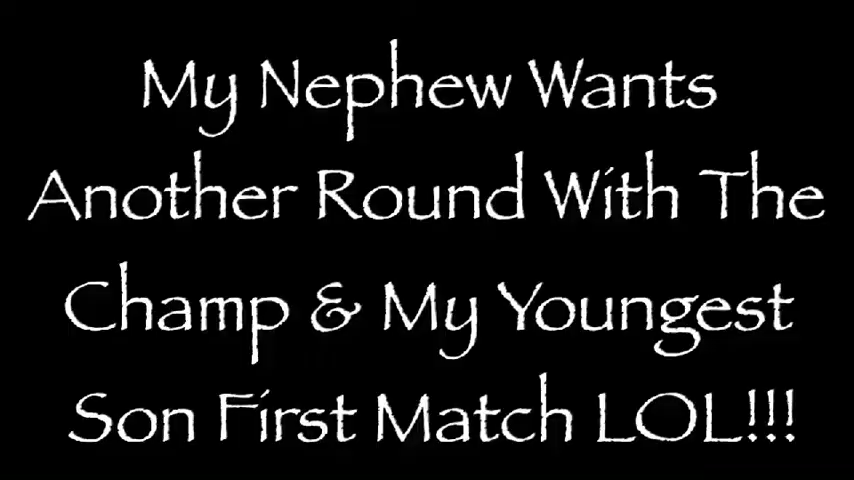 My Nephew Wants
Another Round With The
Champ & My Youngest
Son First Match LOL!!!